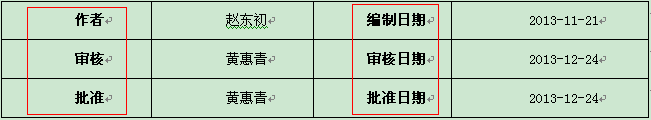 作者 赵东初 编制日期 2013-11-21
审核 黄惠青 审核日期 2013-12-24
批准 黄惠青 批准日期 2013-12-24